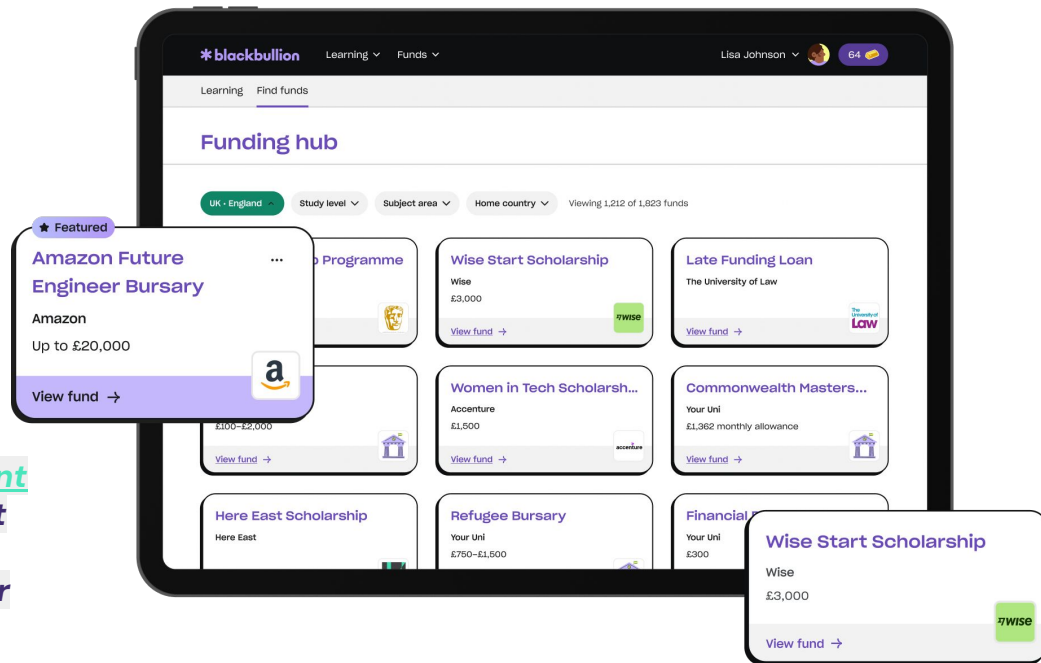 blackbullion
Learning
Funds
Lisa Johnson
64
Learning
Find funds
Funding hub
UK - England
Study level
Subject area
Home country
Viewing 1,212 of 1,823 funds
Featured
Amazon Future
Engineer Bursary
Amazon
Up to £20,000
a
View fund →
Programme
Wise Start Scholarship
Wise
£3,000
WISE
View fund →
Late Funding Loan
The University of Law
The
University of
Law
View fund →
£100–£2,000
View fund →
Women in Tech Scholarsh...
Accenture
£1,500
accenture
View fund →
Commonwealth Masters...
Your Uni
£1,362 monthly allowance
View fund →
Here East Scholarship
Here East
Refugee Bursary
Your Uni
£750–£1,500
Financial
Your Uni
£300
Wise Start Scholarship
Wise
£3,000
WISE
View fund →